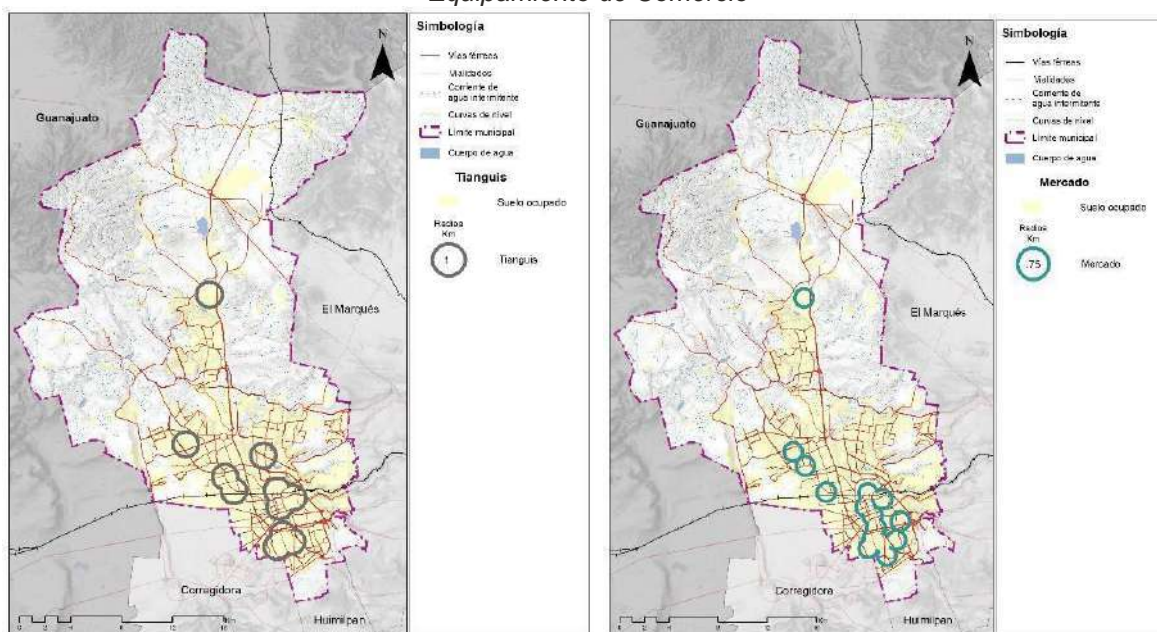 Equipamiento de Comercio
Simbología
Vías férreas
Vialidades
Corriente de
agua intermitente
Curvas de nivel
Límite municipal
Cuerpo de agua
Tianguis
Suelo ocupado
Radios
Km
1
Tianguis
N
Guanajuato
El Marqués
Corregidora
Huimilpan
Km
Simbología
Vías férreas
Vialidades
Corriente de
agua intermitente
Curvas de nivel
Límite municipal
Cuerpo de agua
Mercado
Suelo ocupado
Radios
Km
.75
Mercado
N
Guanajuato
El Marqués
Corregidora
Huimilpan